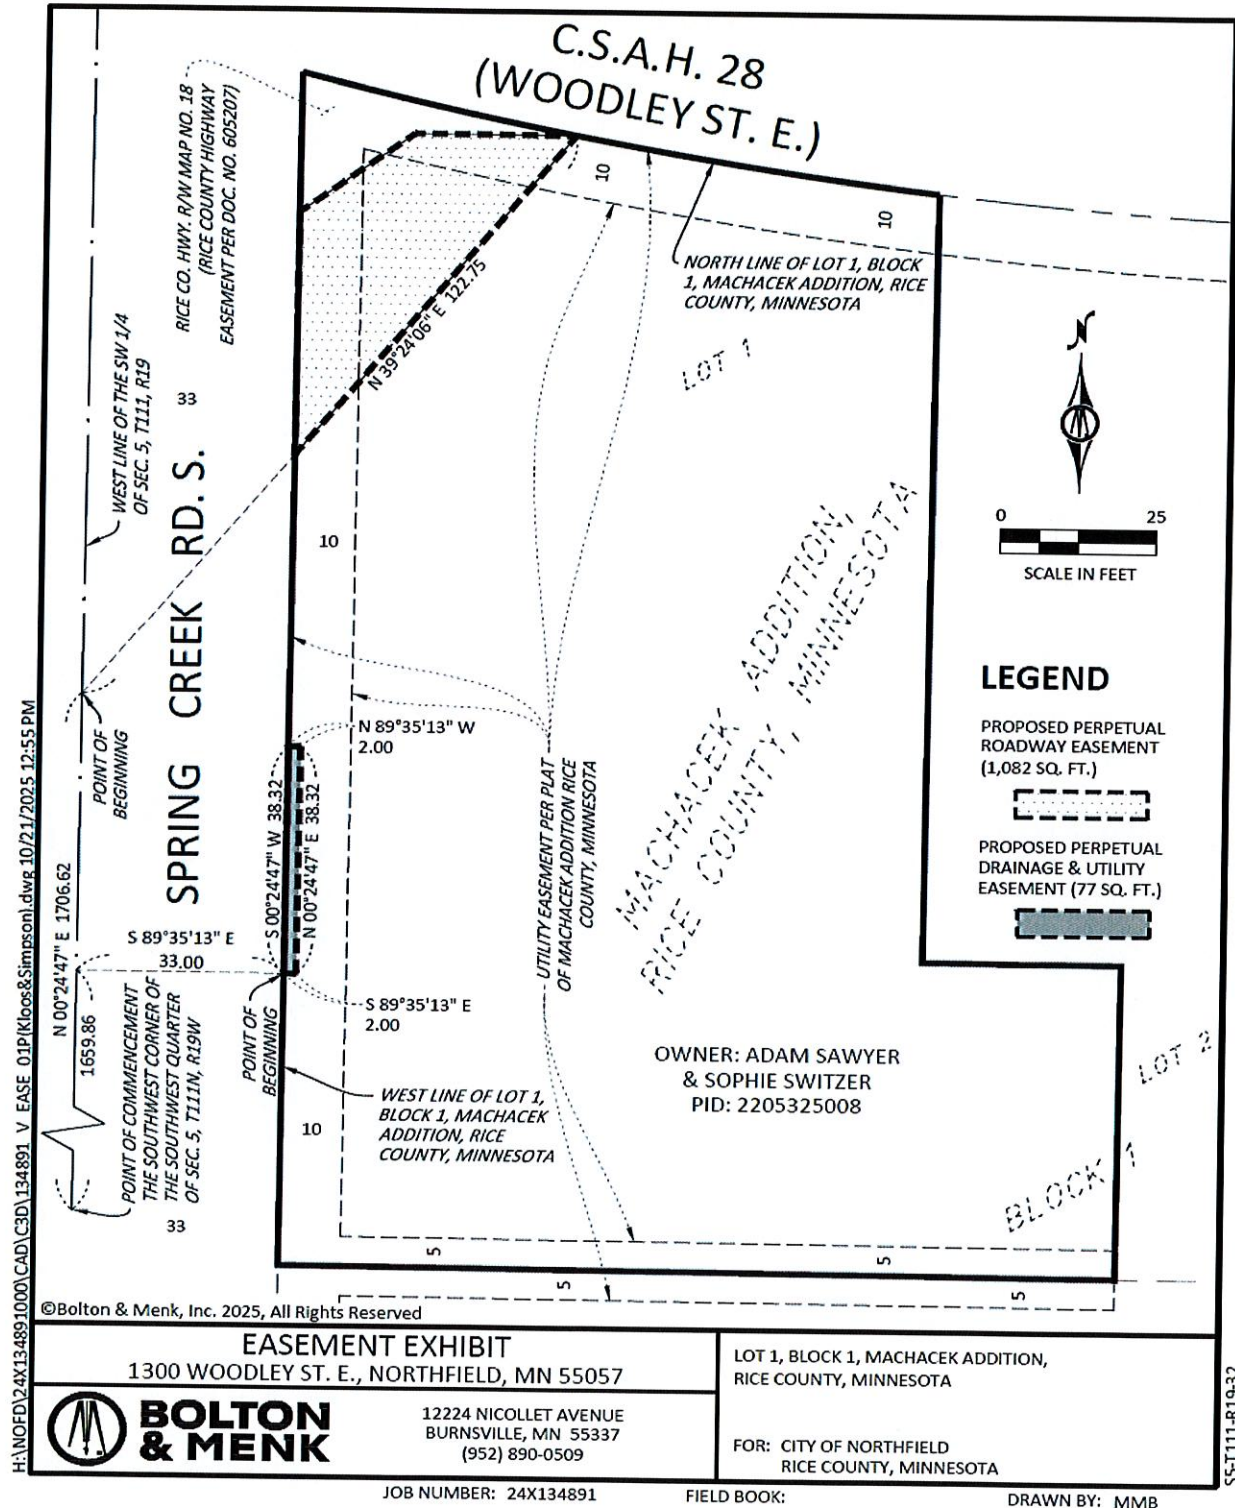 C.S.A.H. 28
(WOODLEY ST. E.)
RICE CO. HWY. R/W MAP NO. 18
(RICE COUNTY HIGHWAY
EASEMENT PER DOC. NO. 605207)
WEST LINE OF THE SW 1/4
OF SEC. 5, T111, R19
33
SPRING CREEK RD. S.
10
10
NORTH LINE OF LOT 1, BLOCK
1, MACHACEK ADDITION, RICE
COUNTY, MINNESOTA
N 39°24'06" E 122.75
LOT 1
N
0 25
SCALE IN FEET
10
MACHACEK ADDITION,
RICE COUNTY, MINNESOTA
LEGEND
PROPOSED PERPETUAL
ROADWAY EASEMENT
(1,082 SQ. FT.)
PROPOSED PERPETUAL
DRAINAGE & UTILITY
EASEMENT (77 SQ. FT.)
POINT OF
BEGINNING
N 89°35'13" W
2.00
S 00°24'47" W 38.32
N 00°24'47" E 38.32
UTILITY EASEMENT PER PLAT
OF MACHACEK ADDITION RICE
COUNTY, MINNESOTA
N 00°24'47" E 1706.62
1659.86
S 89°35'13" E
33.00
POINT OF
BEGINNING
S 89°35'13" E
2.00
POINT OF COMMENCEMENT
THE SOUTHWEST CORNER OF
THE SOUTHWEST QUARTER
OF SEC. 5, T111N, R19W
33
10
WEST LINE OF LOT 1,
BLOCK 1, MACHACEK
ADDITION, RICE
COUNTY, MINNESOTA
OWNER: ADAM SAWYER
& SOPHIE SWITZER
PID: 2205325008
LOT 2
BLOCK 1
5
5
5
5
H:\NOFD\24X134891000\CAD\C3D\134891_V_EASE_01P(Kloos&Simpson).dwg 10/21/2025 12:55 PM
©Bolton & Menk, Inc. 2025, All Rights Reserved
EASEMENT EXHIBIT
1300 WOODLEY ST. E., NORTHFIELD, MN 55057
BOLTON
& MENK
12224 NICOLLET AVENUE
BURNSVILLE, MN 55337
(952) 890-0509
LOT 1, BLOCK 1, MACHACEK ADDITION,
RICE COUNTY, MINNESOTA
FOR: CITY OF NORTHFIELD
RICE COUNTY, MINNESOTA
S5-T111-R19-32
JOB NUMBER: 24X134891
FIELD BOOK:
DRAWN BY: MMB